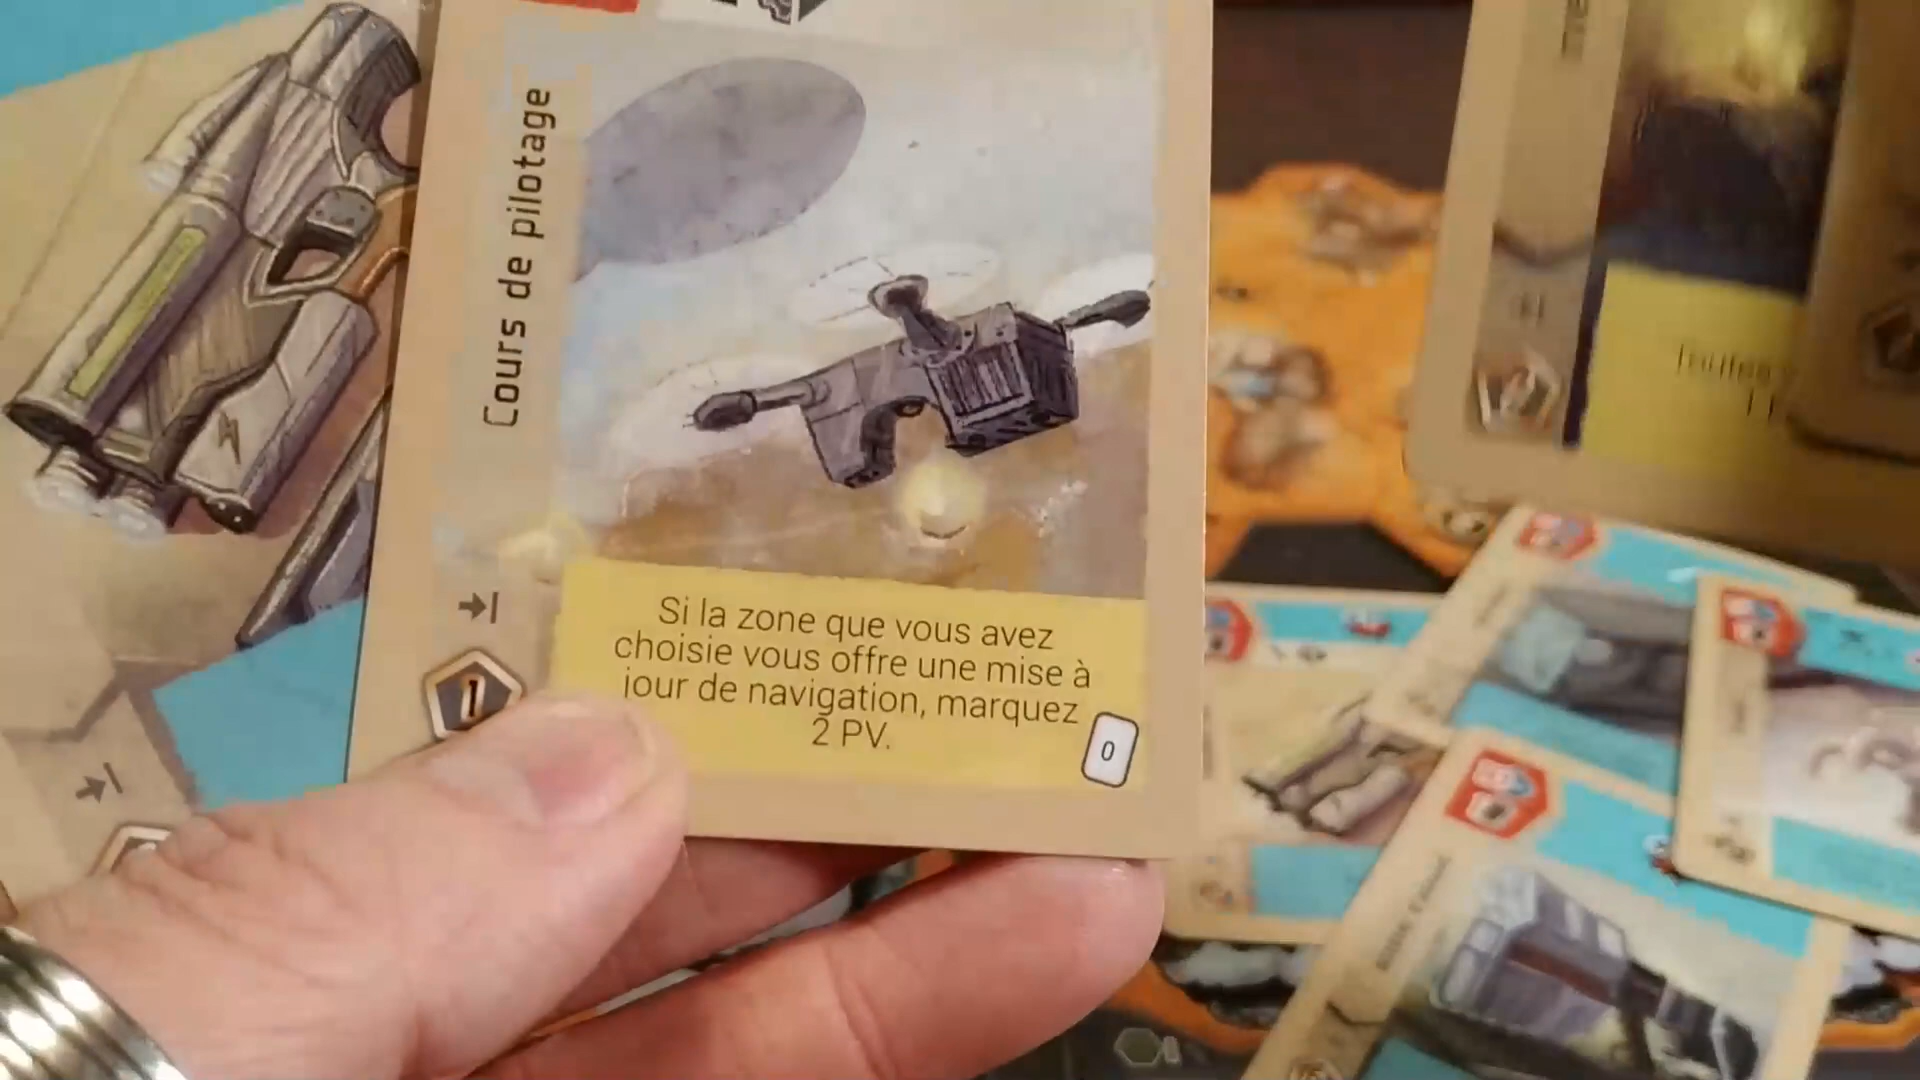 Cours de pilotage
Si la zone que vous avez
choisie vous offre une mise à
jour de navigation, marquez
2 PV.
1
0